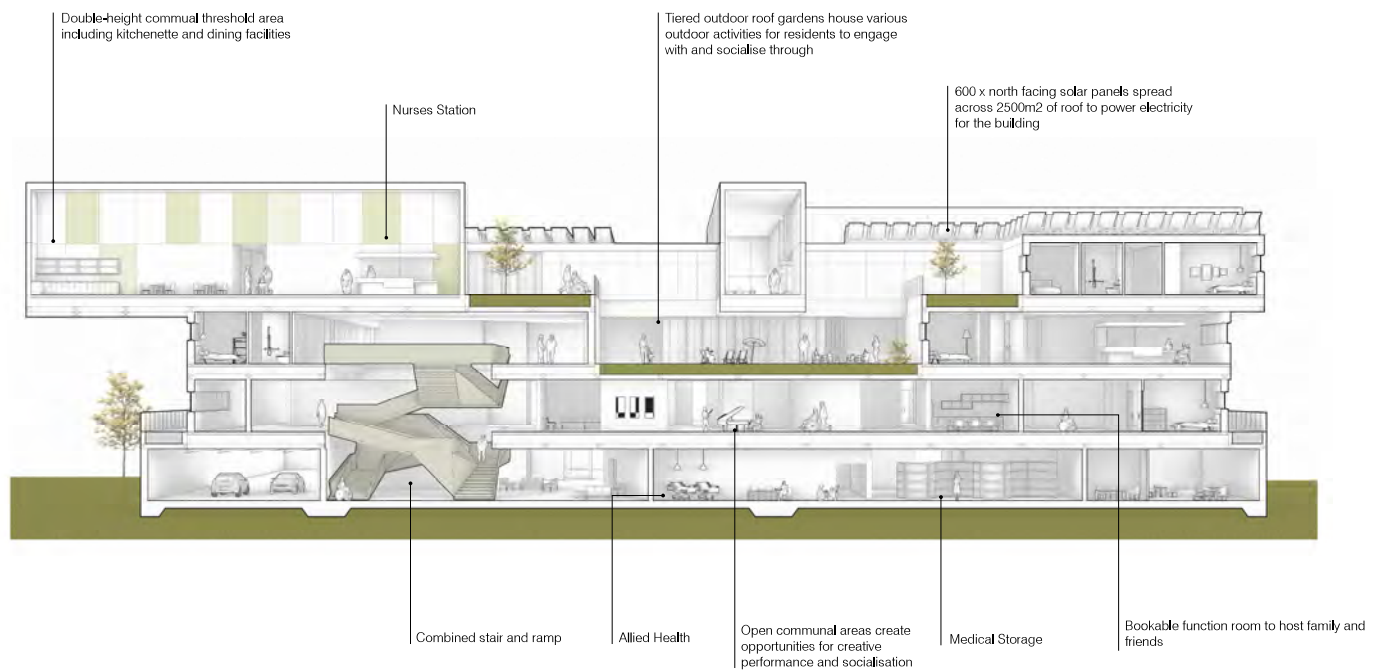 Double-height commual threshold area
including kitchenette and dining facilities
Tiered outdoor roof gardens house various
outdoor activities for residents to engage
with and socialise through
600 x north facing solar panels spread
across 2500m2 of roof to power electricity
for the building
Nurses Station
Combined stair and ramp
Allied Health
Open communal areas create
opportunities for creative
performance and socialisation
Medical Storage
Bookable function room to host family and
friends